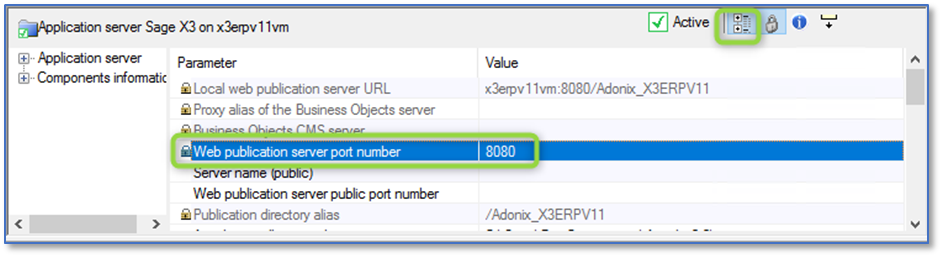 Application server Sage X3 on x3erpv11vm
Active
Application server
Components informatic
Parameter Value
Local web publication server URL x3erpv11vm:8080/Adonix_X3ERPV11
Proxy alias of the Business Objects server
Business Objects CMS server
Web publication server port number 8080
Server name (public)
Web publication server public port number
Publication directory alias /Adonix_X3ERPV11